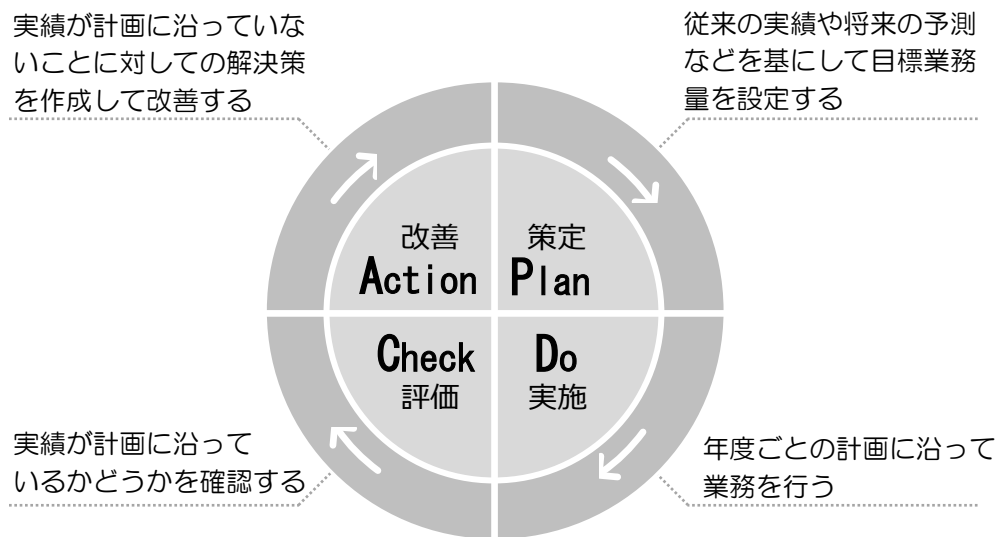 実績が計画に沿っていな
いことに対しての解決策
を作成して改善する
従来の実績や将来の予測
などを基にして目標業務
量を設定する
改善
Action
策定
Plan
Check
評価
Do
実施
実績が計画に沿って
いるかどうかを確認する
年度ごとの計画に沿って
業務を行う